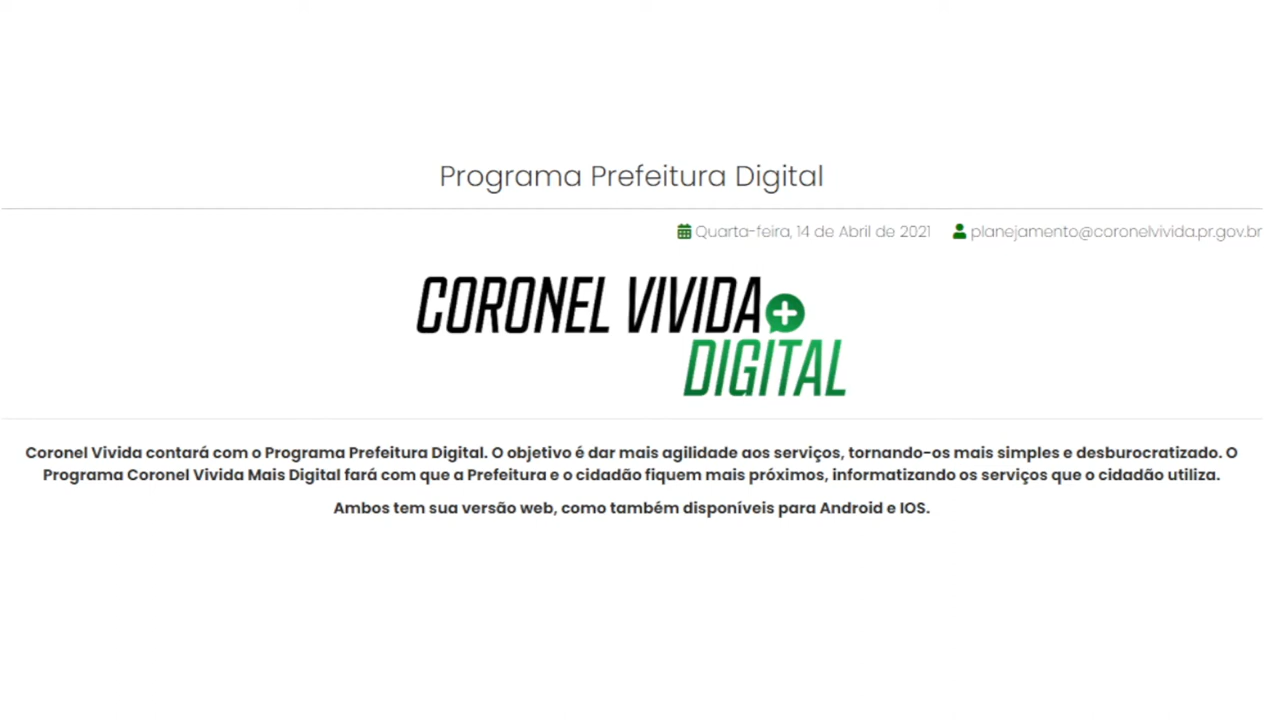 Programa Prefeitura Digital
Quarta-feira, 14 de Abril de 2021 planejamento@coronelvivida.pr.gov.br
CORONEL VIVIDA+
DIGITAL
Coronel Vivida contará com o Programa Prefeitura Digital. O objetivo é dar mais agilidade aos serviços, tornando-os mais simples e desburocratizado. O
Programa Coronel Vivida Mais Digital fará com que a Prefeitura e o cidadão fiquem mais próximos, informatizando os serviços que o cidadão utiliza.
Ambos tem sua versão web, como também disponíveis para Android e IOS.